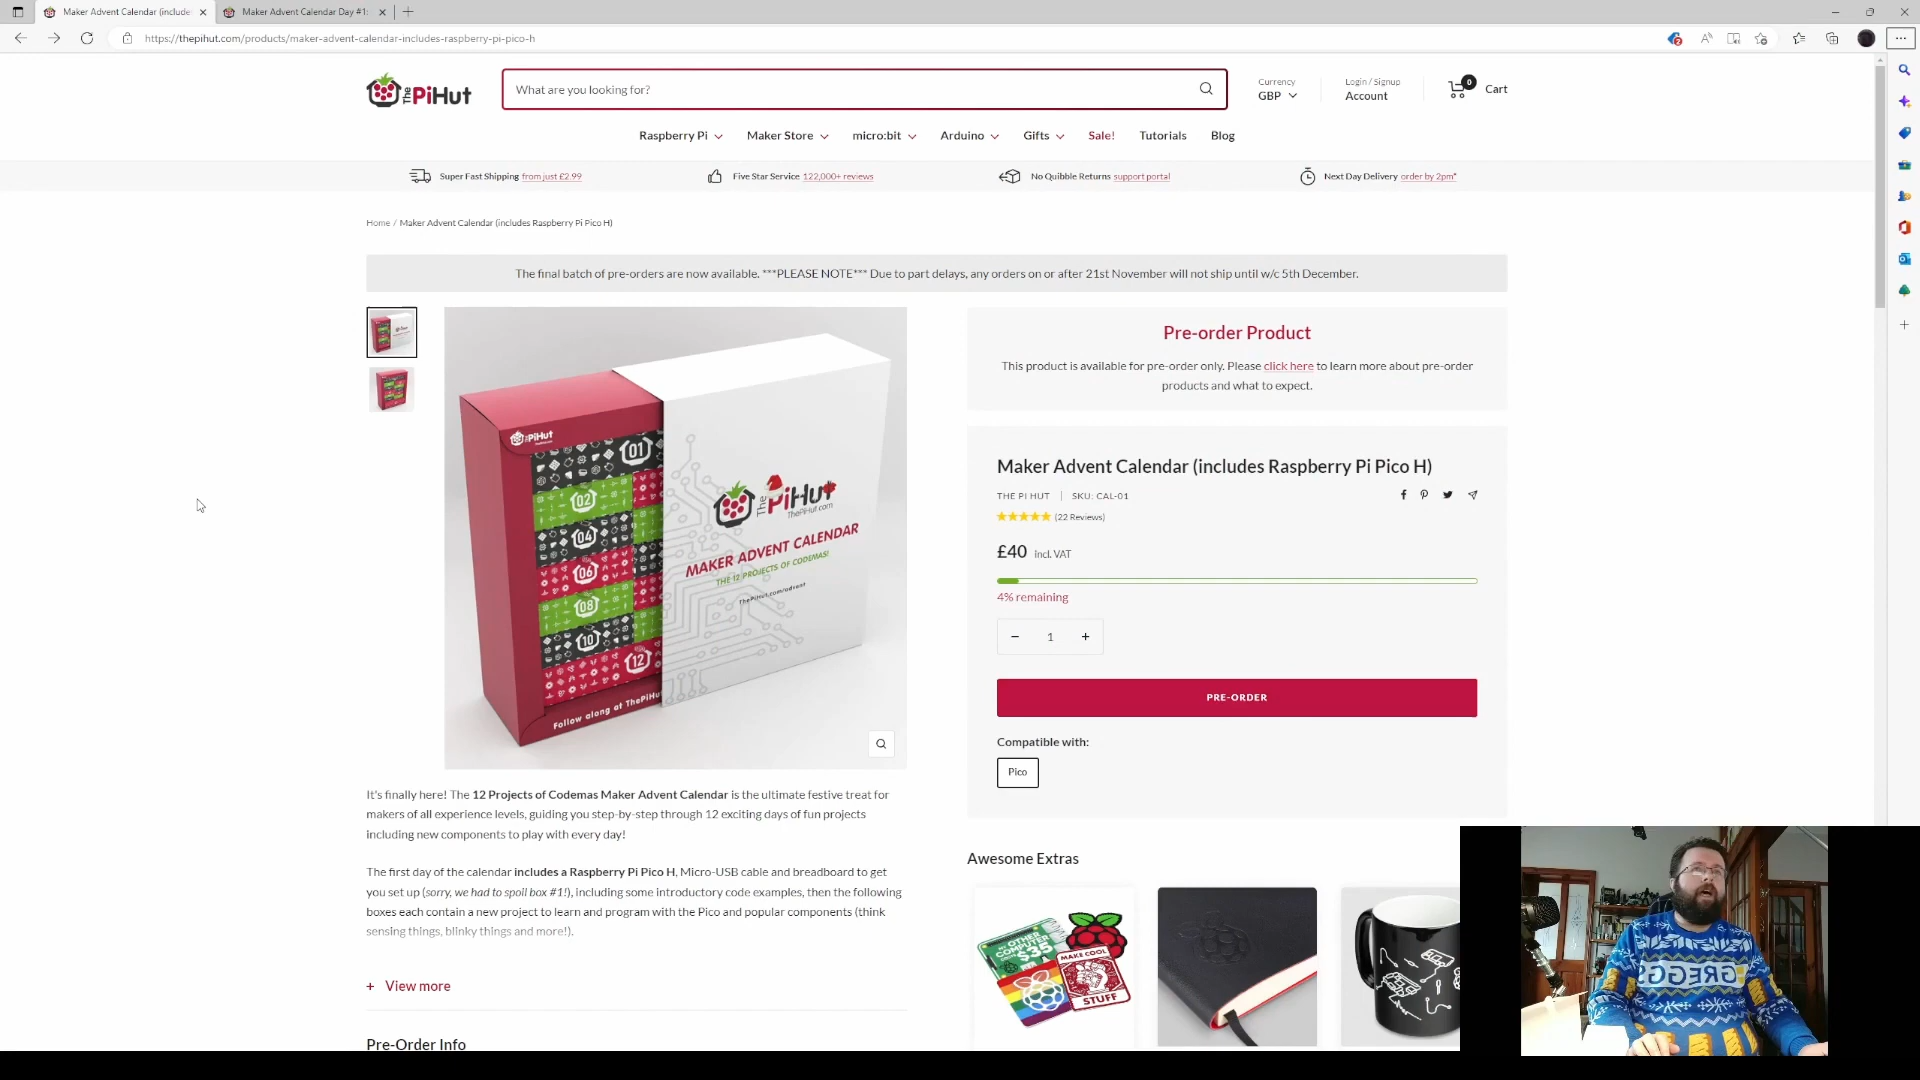 Maker Advent Calendar (include
Maker Advent Calendar Day #1:
https://thepihut.com/products/maker-advent-calendar-includes-raspberry-pi-pico-h
The PiHut
What are you looking for?
Currency
GBP
Login / Signup
Account
0
Cart
Raspberry Pi
Maker Store
micro:bit
Arduino
Gifts
Sale!
Tutorials
Blog
Super Fast Shipping from just £2.99
Five Star Service 122,000+ reviews
No Quibble Returns support portal
Next Day Delivery order by 2pm*
Home / Maker Advent Calendar (includes Raspberry Pi Pico H)
The final batch of pre-orders are now available. ***PLEASE NOTE*** Due to part delays, any orders on or after 21st November will not ship until w/c 5th December.
The PiHut
01
02
04
06
08
10
12
Follow along at ThePiHu
The PiHut
ThePiHut.com
MAKER ADVENT CALENDAR
THE 12 PROJECTS OF CODEMAS!
ThePiHut.com/advent
It's finally here! The 12 Projects of Codemas Maker Advent Calendar is the ultimate festive treat for
makers of all experience levels, guiding you step-by-step through 12 exciting days of fun projects
including new components to play with every day!
The first day of the calendar includes a Raspberry Pi Pico H, Micro-USB cable and breadboard to get
you set up (sorry, we had to spoil box #1!), including some introductory code examples, then the following
boxes each contain a new project to learn and program with the Pico and popular components (think
sensing things, blinky things and more!).
+ View more
Pre-Order Info
Pre-order Product
This product is available for pre-order only. Please click here to learn more about pre-order
products and what to expect.
Maker Advent Calendar (includes Raspberry Pi Pico H)
THE PI HUT | SKU: CAL-01
(22 Reviews)
£40 incl. VAT
4% remaining
− 1 +
PRE-ORDER
Compatible with:
Pico
Awesome Extras
MY OTHER
COMPUTER
$35
MAKE COOL
STUFF
GREGGS